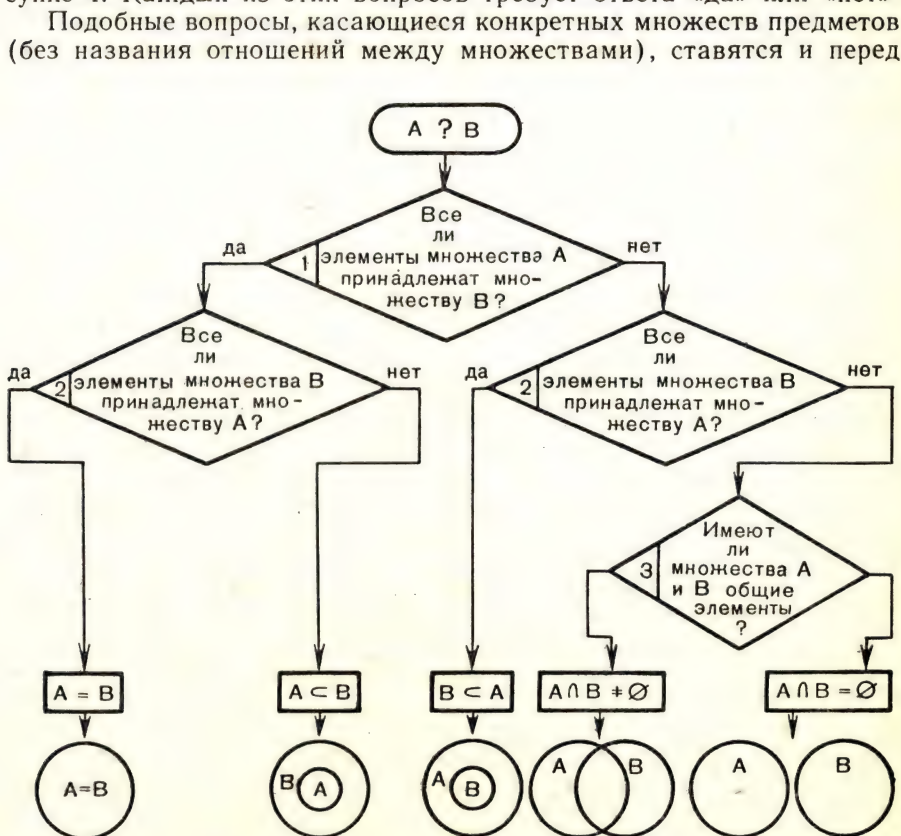 Подобные вопросы, касающиеся конкретных множеств предметов
(без названия отношений между множествами), ставятся и перед
A ? B
да
1
Все
ли
элементы множества A
принадлежат мно-
жеству B?
нет
да
2
Все
ли
элементы множества B
принадлежат мно-
жеству A?
нет
да
2
Все
ли
элементы множества B
принадлежат мно-
жеству A?
нет
3
Имеют
ли
множества A
и B общие
элементы
?
A = B
A ⊂ B
B ⊂ A
A ∩ B ≠ ∅
A ∩ B = ∅
A=B
B A
A B
A B
A B